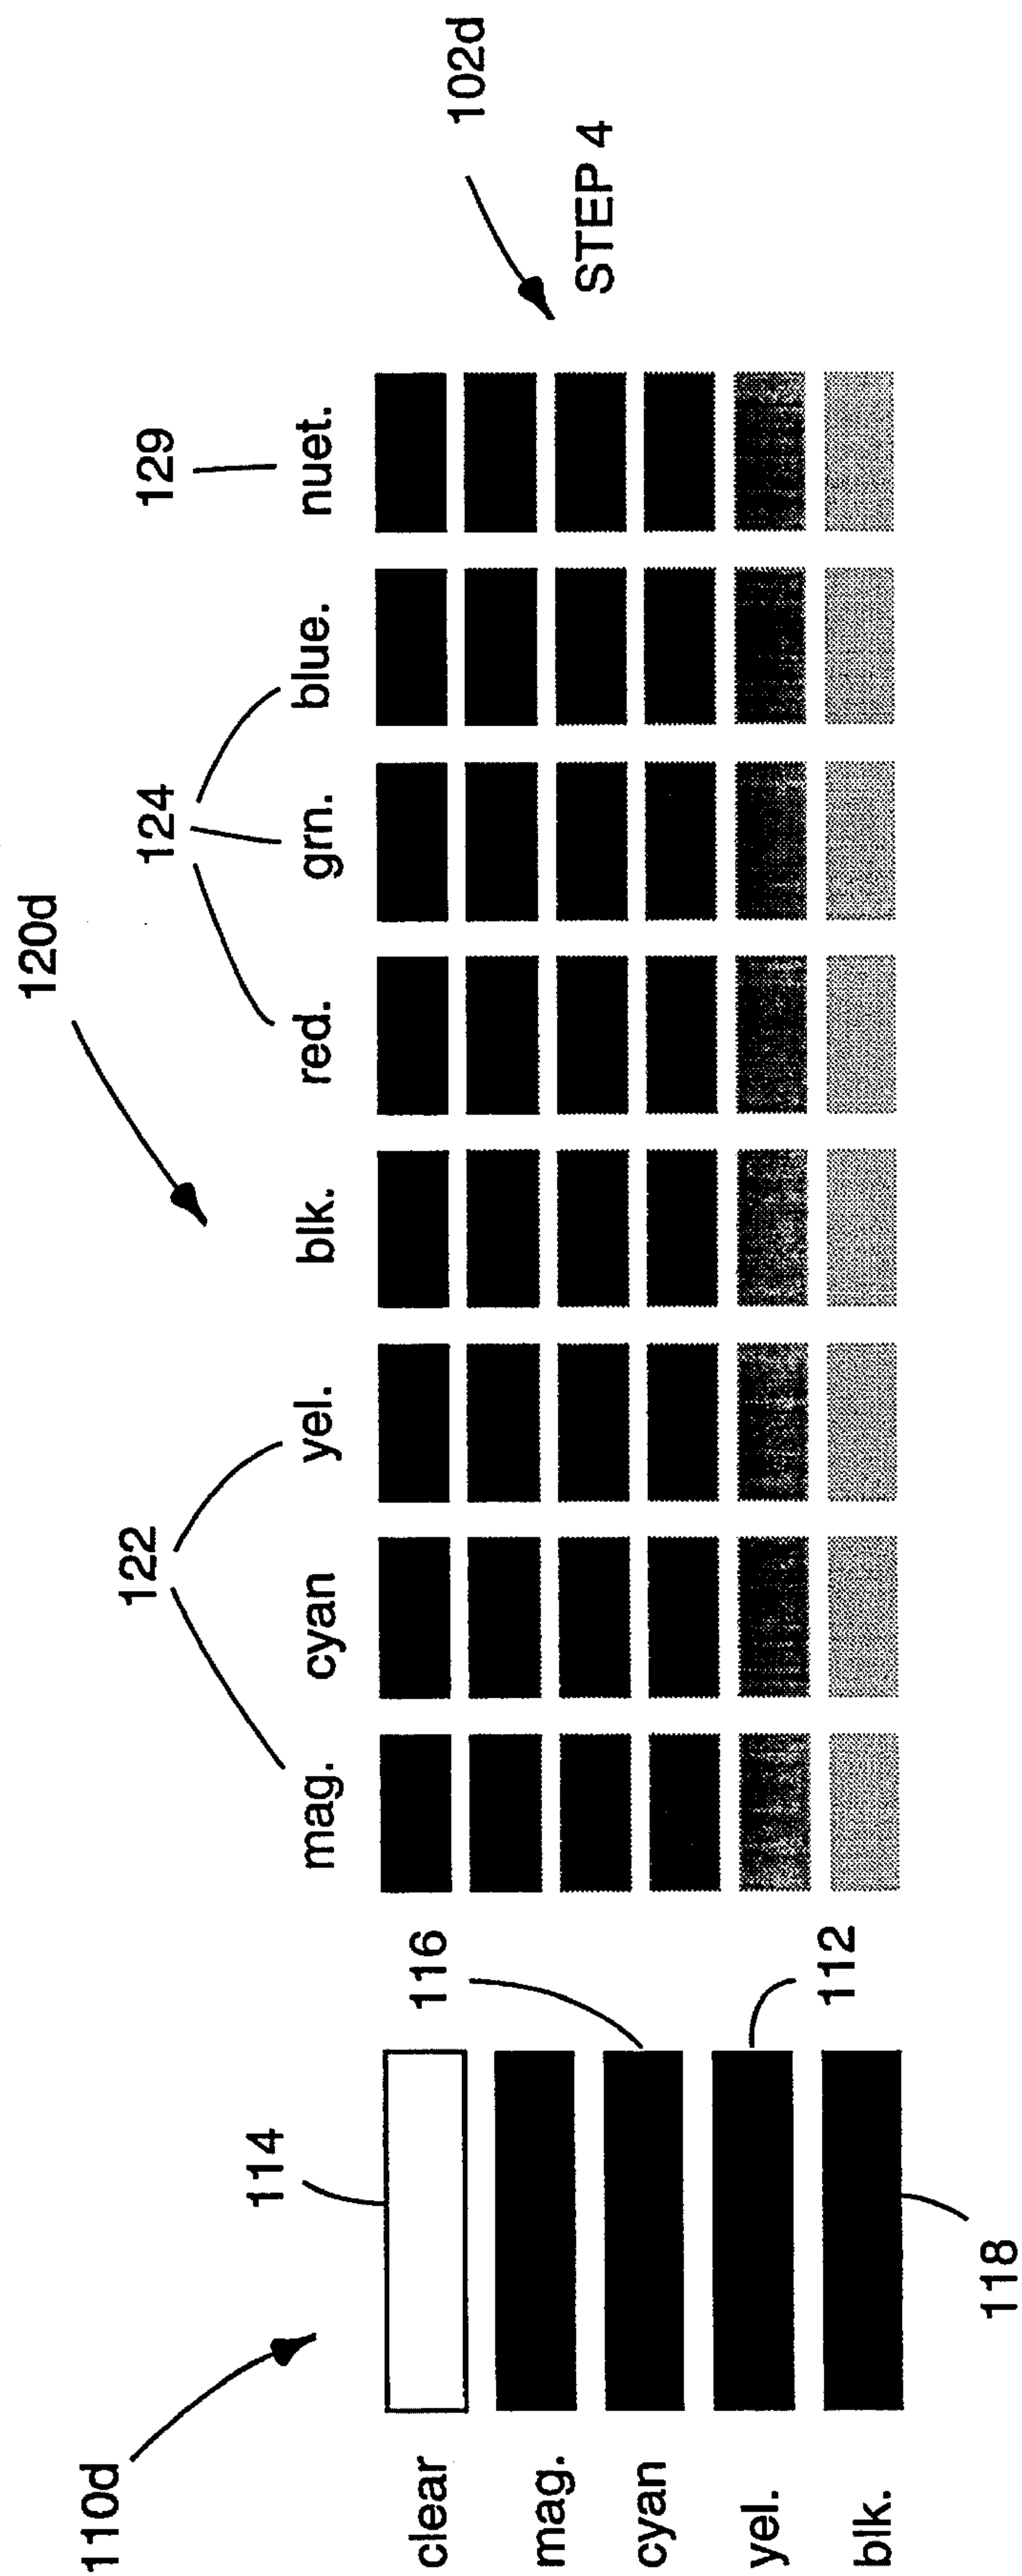 120d
122
124
129
102d
mag. cyan yel. blk. red. grn. blue. nuet.
STEP 4
110d
114
116
clear
mag.
cyan
yel.
blk.
112
118